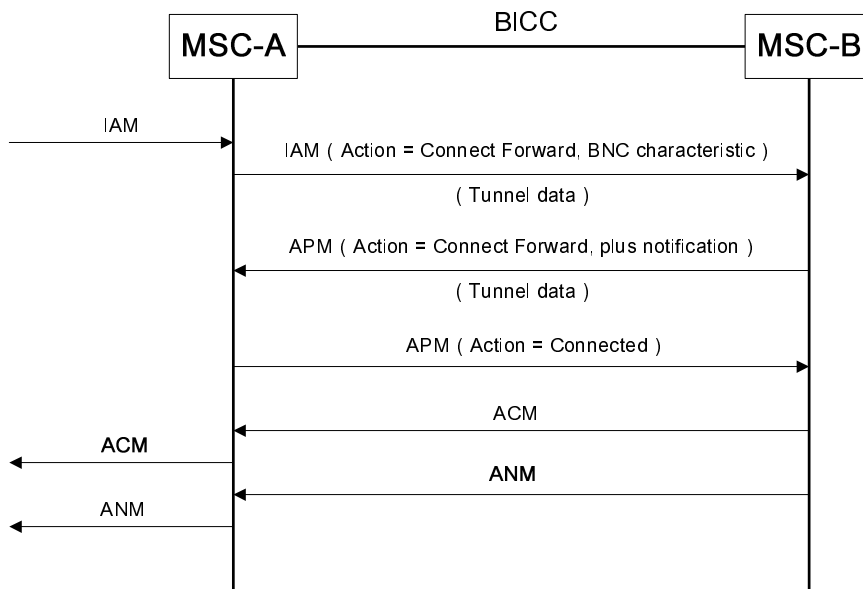 BICC
MSC-A
MSC-B
IAM
IAM ( Action = Connect Forward, BNC characteristic )
( Tunnel data )
APM ( Action = Connect Forward, plus notification )
( Tunnel data )
APM ( Action = Connected )
ACM
ACM
ANM
ANM